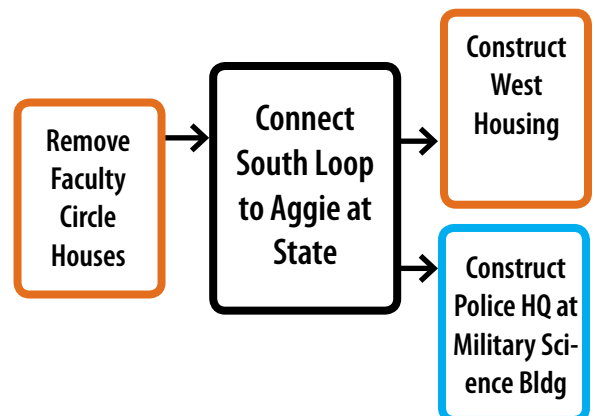 Remove
Faculty
Circle
Houses
Connect
South Loop
to Aggie at
State
Construct
West
Housing
Construct
Police HQ at
Military Sci-
ence Bldg